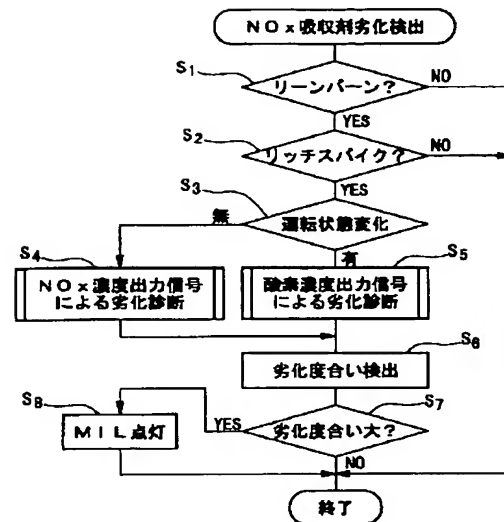 NOx吸収剤劣化検出
S1
リーンバーン?
NO
YES
S2
リッチスパイク?
NO
YES
S3
運転状態変化
無
有
S4
NOx濃度出力信号
による劣化診断
S5
酸素濃度出力信号
による劣化診断
S6
劣化度合い検出
S7
劣化度合い大?
YES
NO
S8
MIL点灯
終了